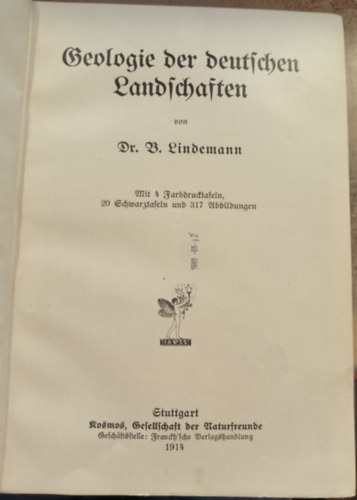 Geologie der deutschen
Landschaften
von
Dr. B. Lindemann
Mit 4 Farbdrucktafeln,
20 Schwarztafeln und 317 Abbildungen
Stuttgart
Kosmos, Gesellschaft der Naturfreunde
Geschäftsstelle: Franckh'sche Verlagshandlung
1914